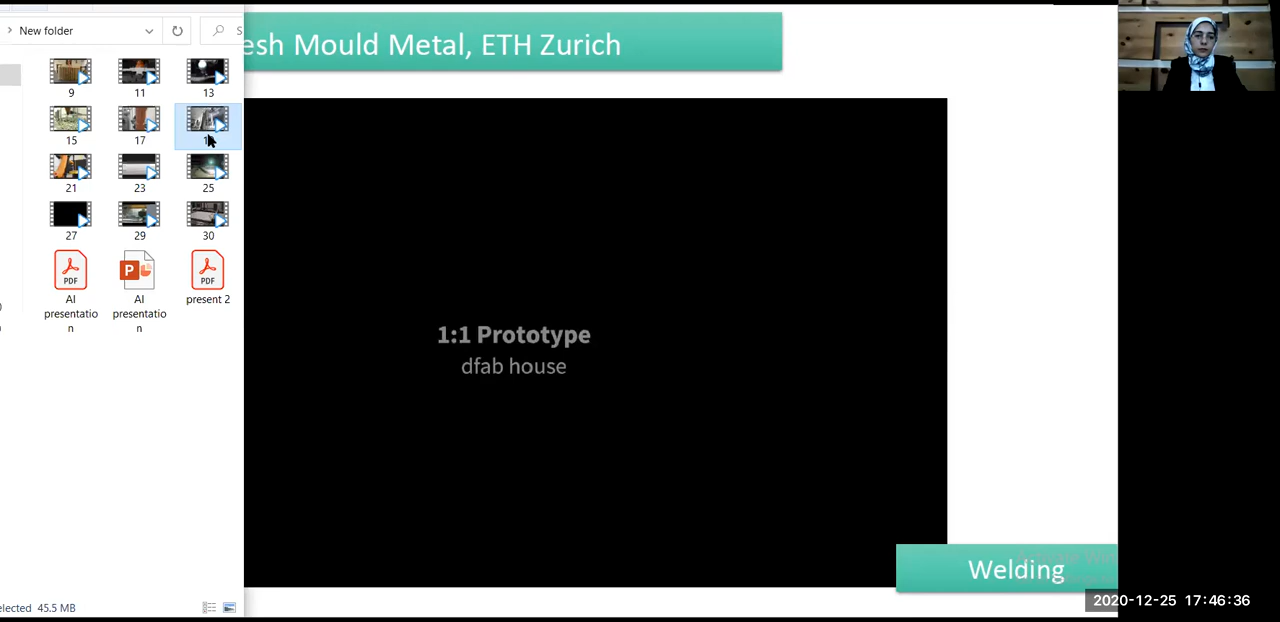 New folder
9
11
13
15
17
21
23
25
27
29
30
PDF
P
PDF
AI
presentatio
n
AI
presentatio
n
present 2
45.5 MB
esh Mould Metal, ETH Zurich
1:1 Prototype
dfab house
Welding
2020-12-25 17:46:36